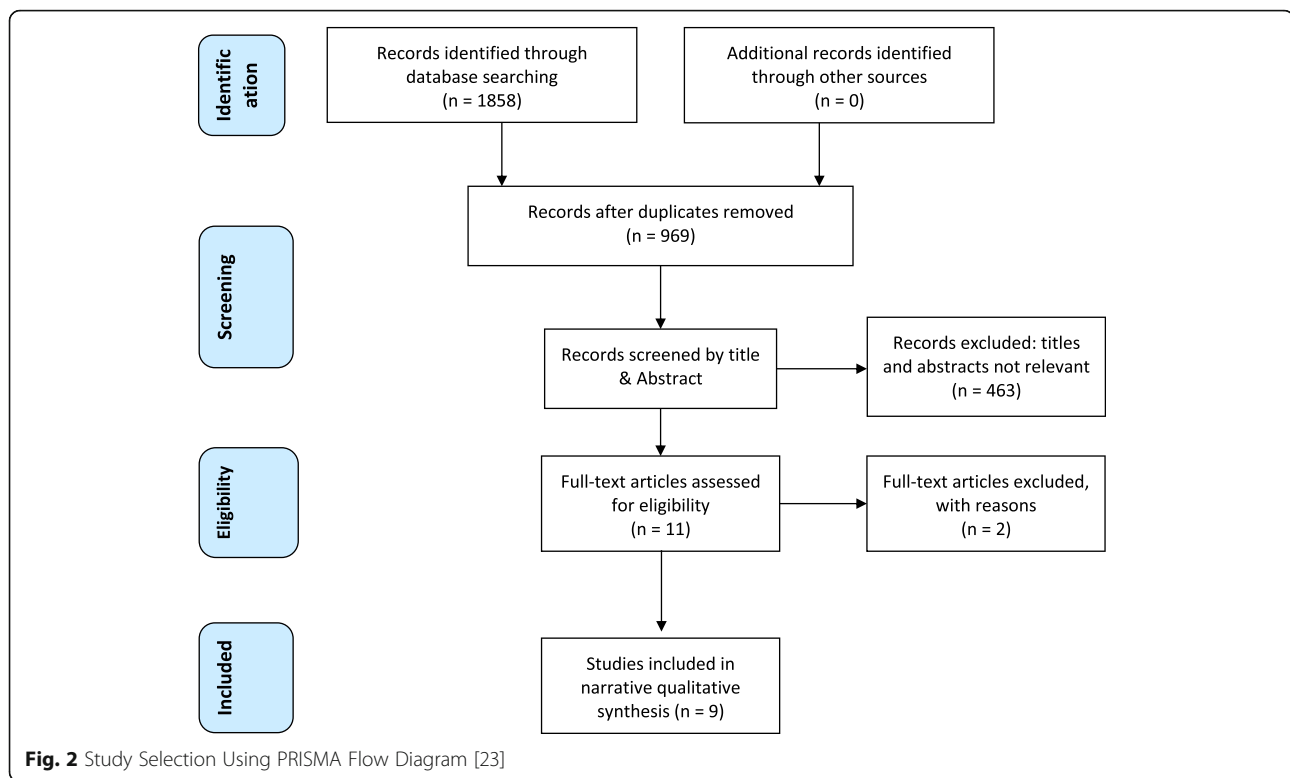 Identific
ation
Records identified through
database searching
(n = 1858)
Additional records identified
through other sources
(n = 0)
Records after duplicates removed
(n = 969)
Screening
Records screened by title
& Abstract
Records excluded: titles
and abstracts not relevant
(n = 463)
Eligibility
Full-text articles assessed
for eligibility
(n = 11)
Full-text articles excluded,
with reasons
(n = 2)
Included
Studies included in
narrative qualitative
synthesis (n = 9)
Fig. 2 Study Selection Using PRISMA Flow Diagram [23]